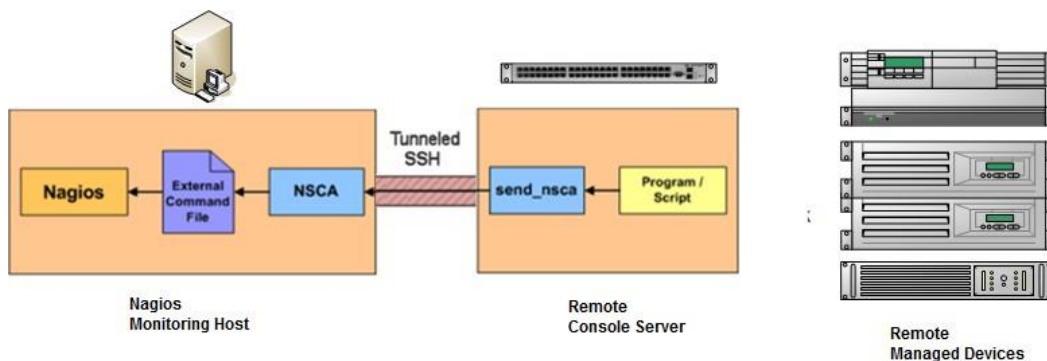 Tunneled
SSH
Nagios
External
Command
File
NSCA
send_nsca
Program /
Script
Nagios
Monitoring Host
Remote
Console Server
Remote
Managed Devices